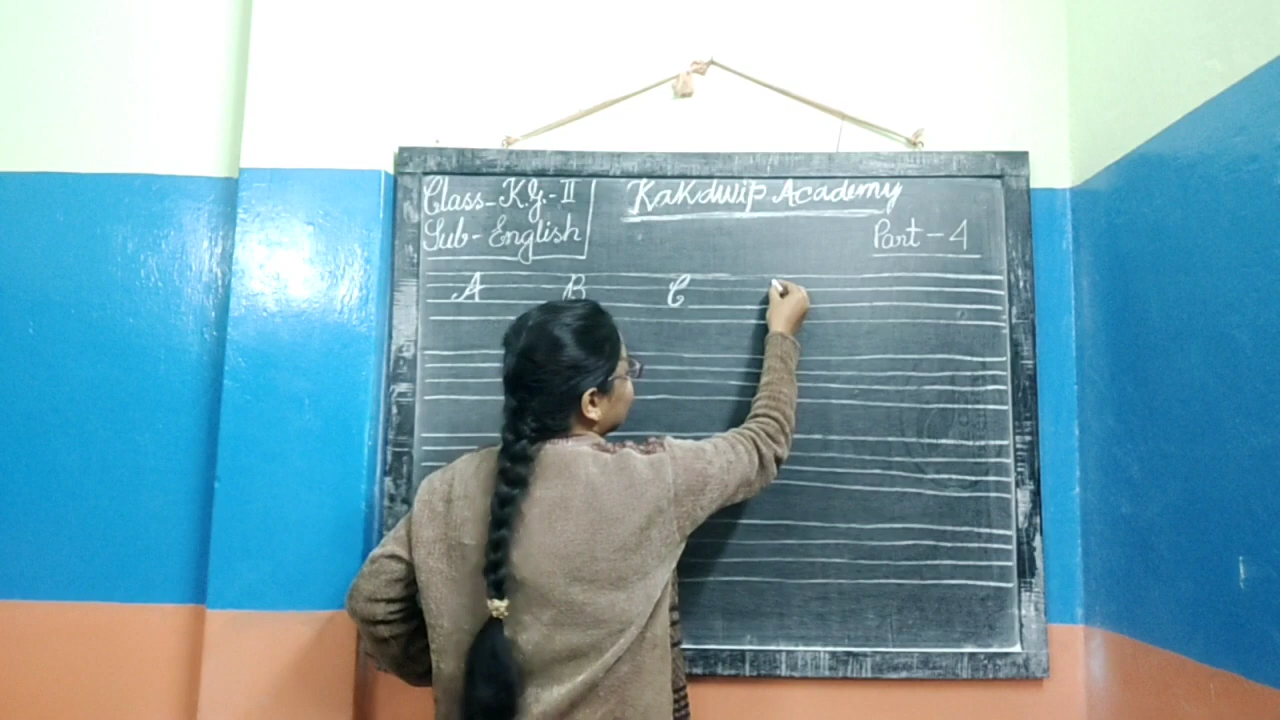 Class-K.G.-II
Sub-English
KaKdwip Academy
Part-4
A B C